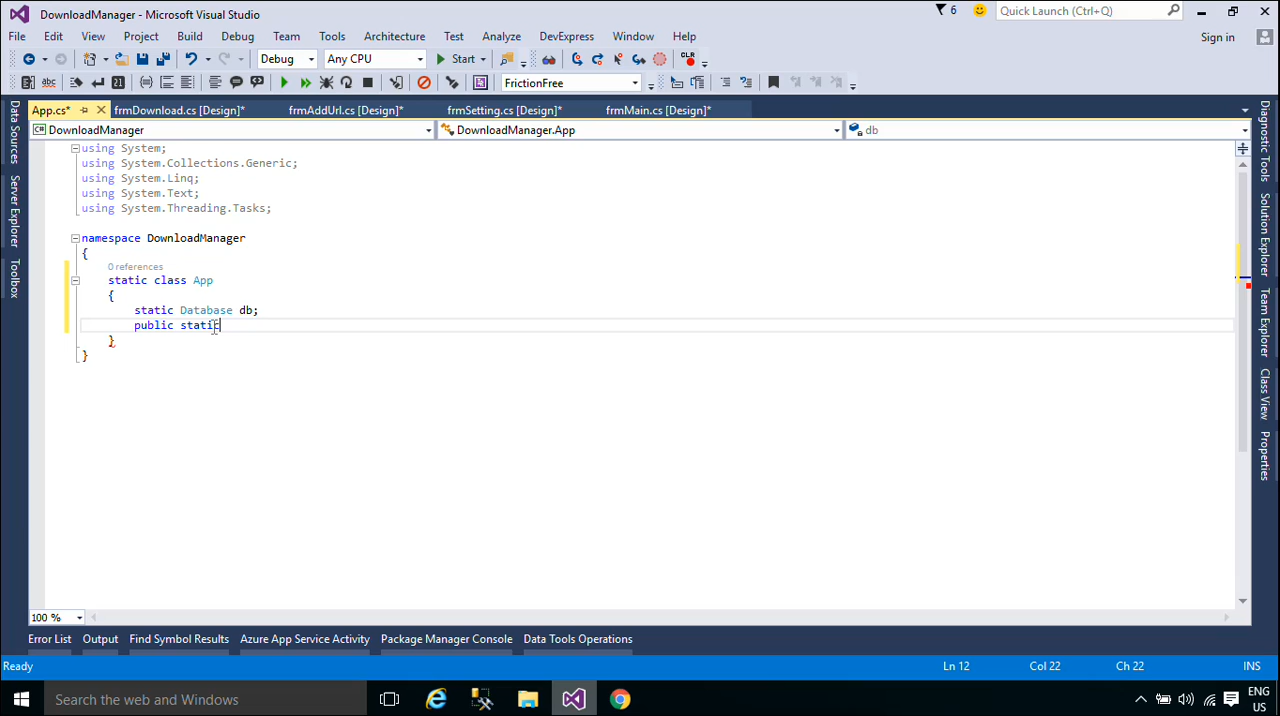 DownloadManager - Microsoft Visual Studio
6
Quick Launch (Ctrl+Q)
File Edit View Project Build Debug Team Tools Architecture Test Analyze DevExpress Window Help
Sign in
Debug
Any CPU
Start
CLR
abc
21
FrictionFree
App.cs*
frmDownload.cs [Design]*
frmAddUrl.cs [Design]*
frmSetting.cs [Design]*
frmMain.cs [Design]*
C# DownloadManager
DownloadManager.App
db
Data Sources
Server Explorer
Toolbox
using System;
using System.Collections.Generic;
using System.Linq;
using System.Text;
using System.Threading.Tasks;
namespace DownloadManager
{
0 references
static class App
{
static Database db;
public static
}
}
Diagnostic Tools
Solution Explorer
Team Explorer
Class View
Properties
100 %
Error List Output Find Symbol Results Azure App Service Activity Package Manager Console Data Tools Operations
Ready
Ln 12
Col 22
Ch 22
INS
Search the web and Windows
ENG
US